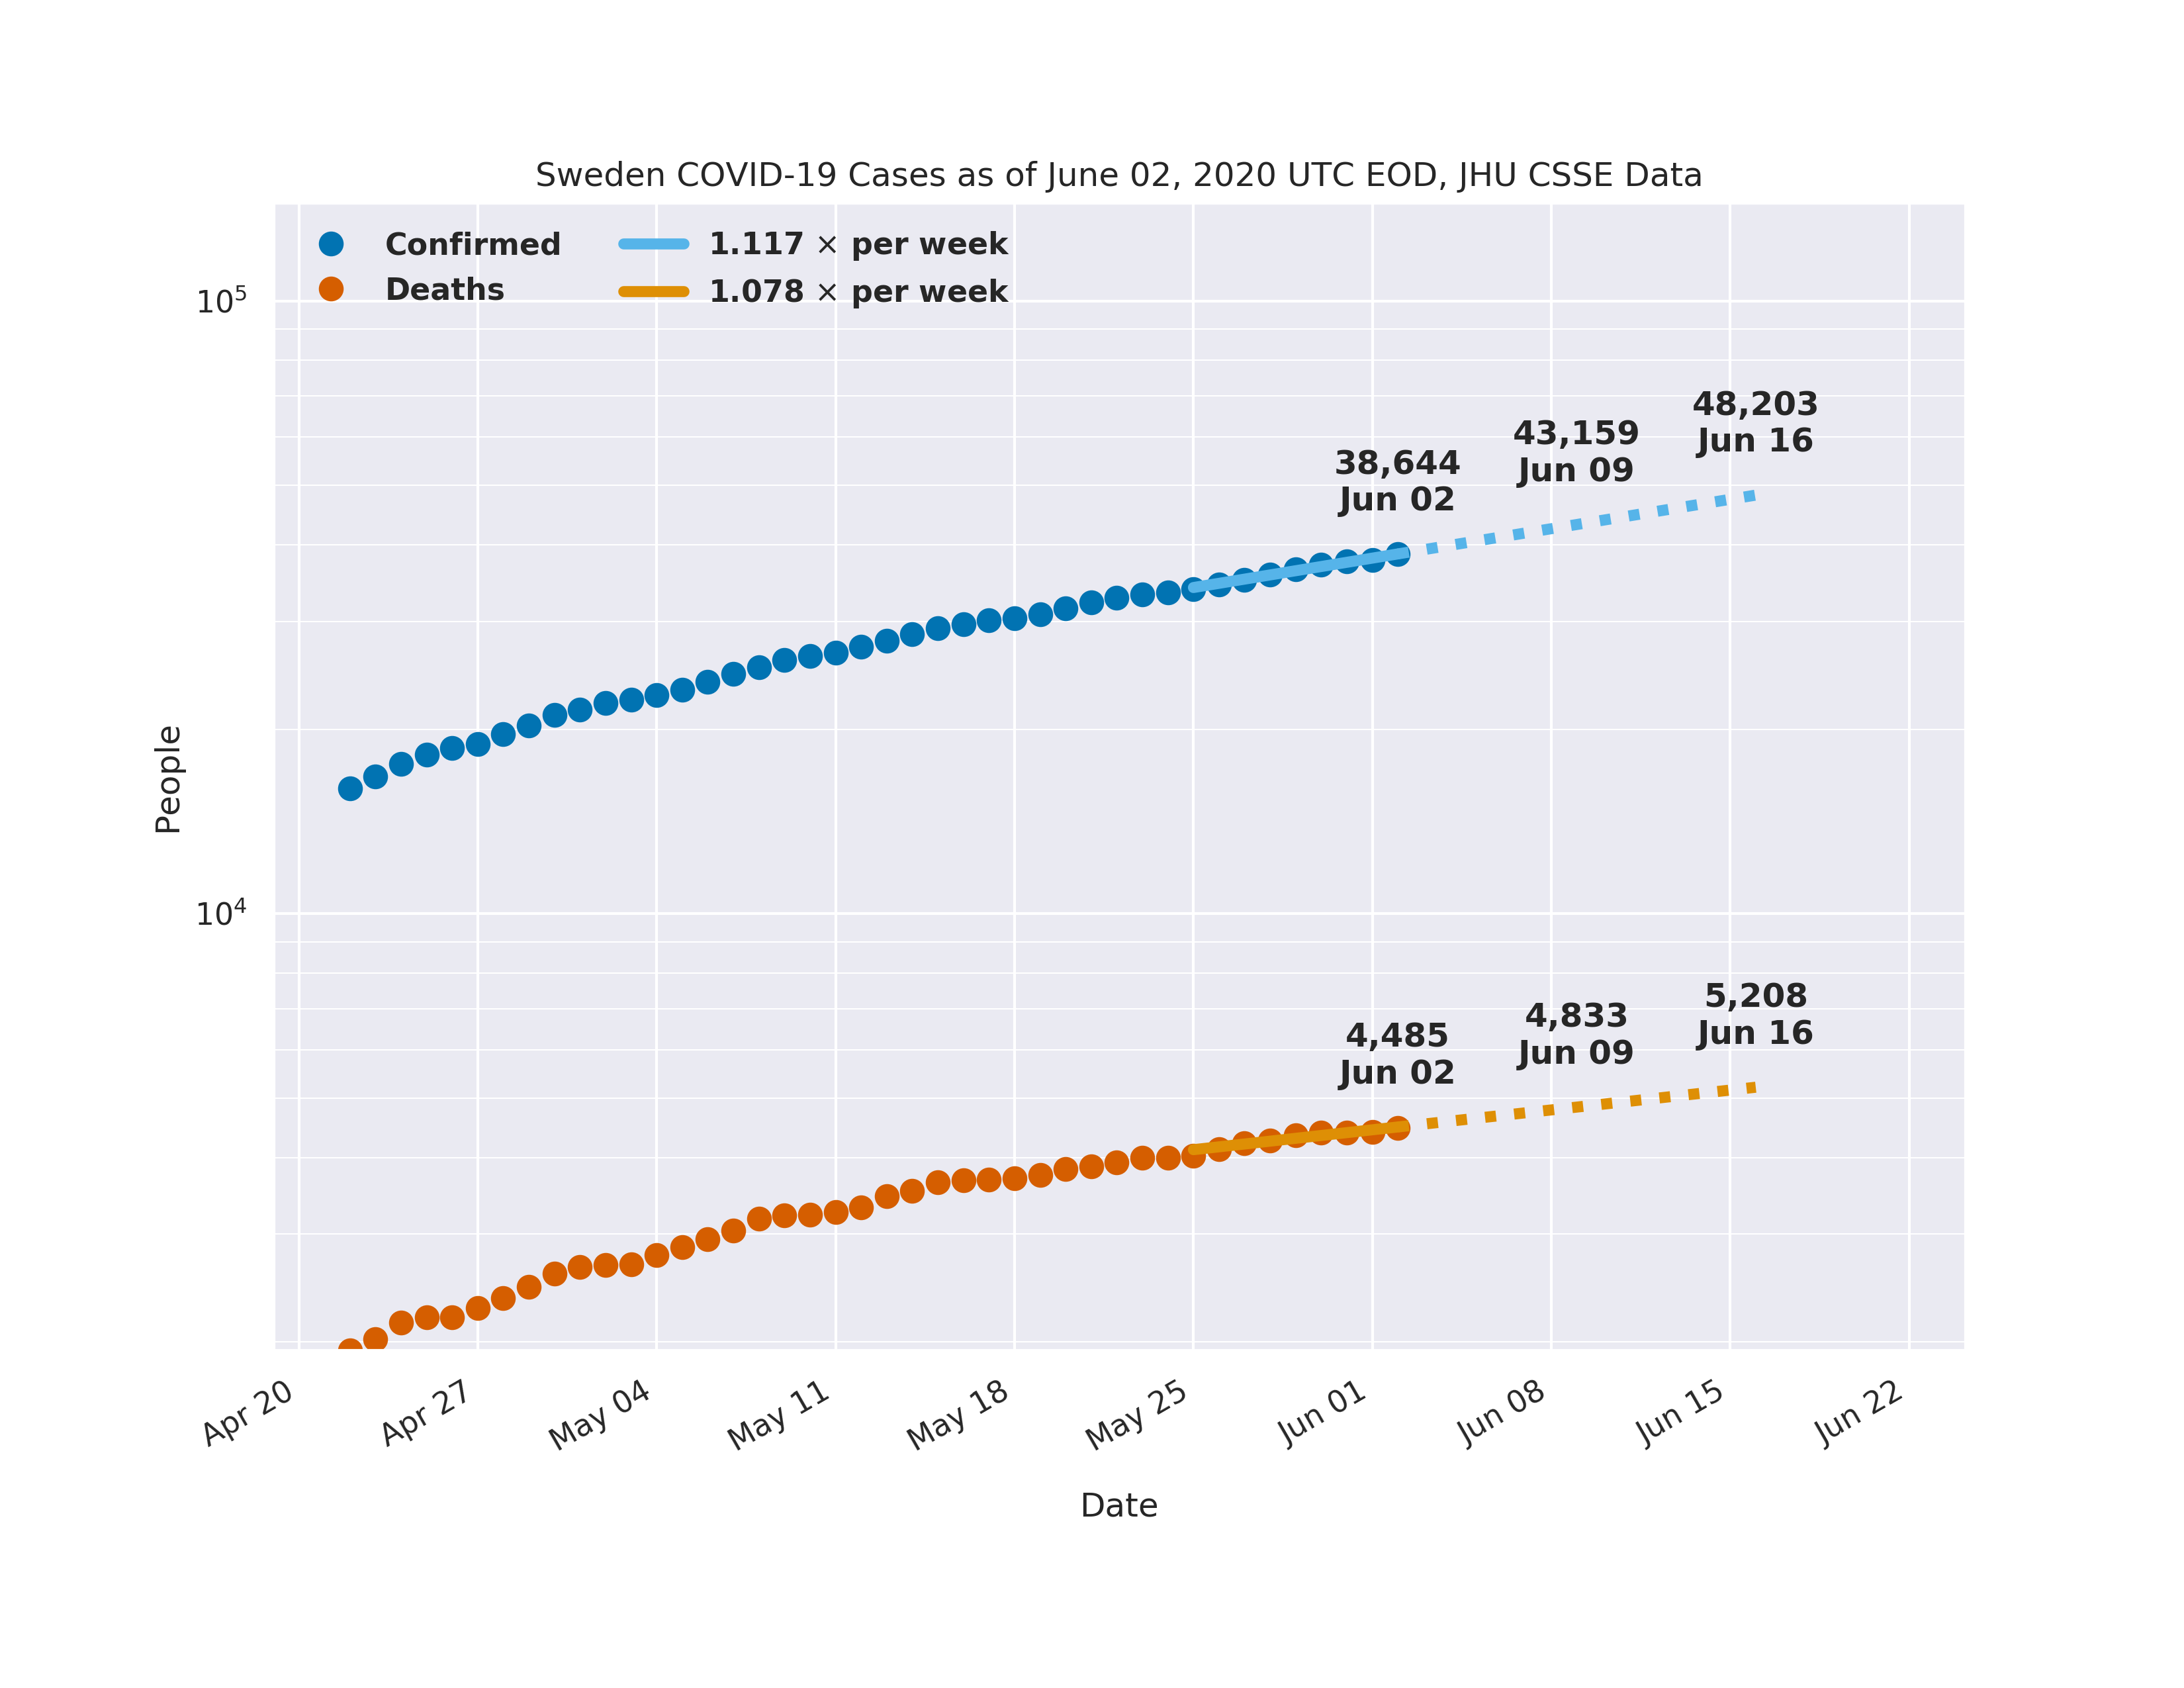 Sweden COVID-19 Cases as of June 02, 2020 UTC EOD, JHU CSSE Data
Confirmed
Deaths
1.117 × per week
1.078 × per week
10⁵
10⁴
People
38,644
Jun 02
43,159
Jun 09
48,203
Jun 16
4,485
Jun 02
4,833
Jun 09
5,208
Jun 16
Apr 20
Apr 27
May 04
May 11
May 18
May 25
Jun 01
Jun 08
Jun 15
Jun 22
Date